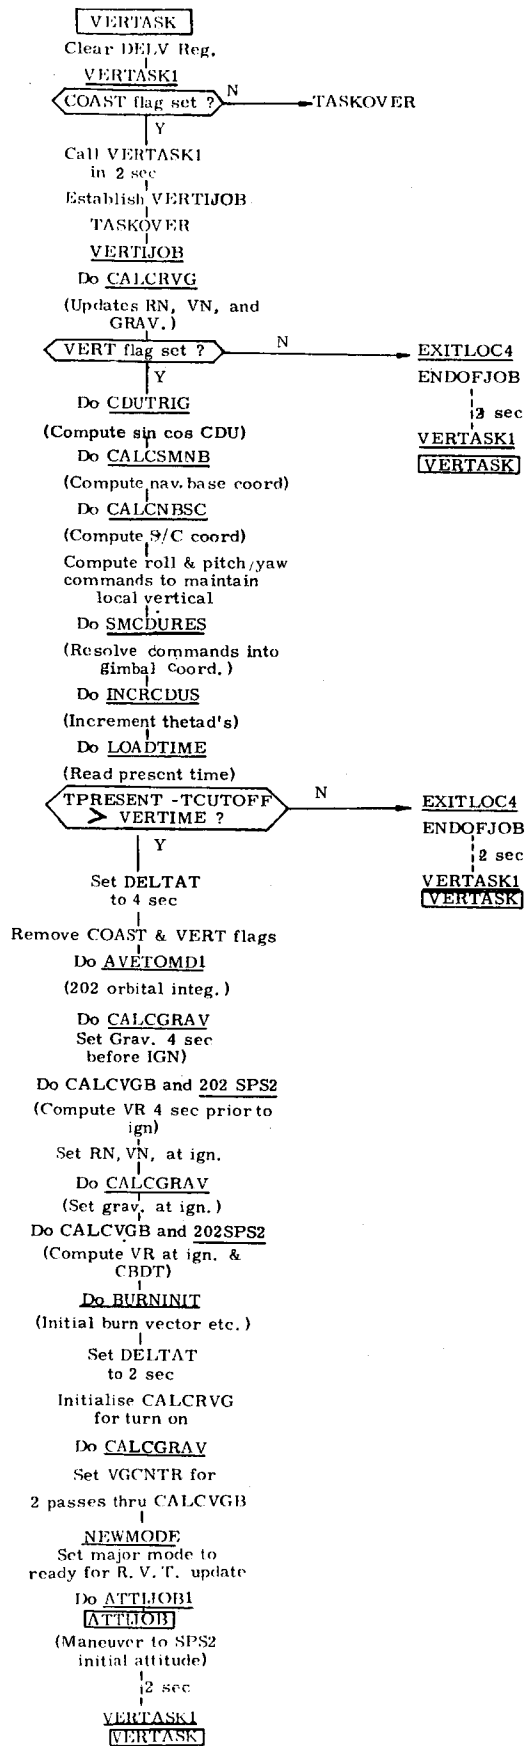 VERTASK
Clear DELV Reg.
VERTASK1
COAST flag set ?
N
TASKOVER
Y
Call VERTASK1
in 2 sec
Establish VERTIJOB
TASKOVER
VERTIJOB
Do CALCRVG
(Updates RN, VN, and
GRAV.)
VERT flag set ?
N
EXITLOC4
ENDOFJOB
2 sec
VERTASK1
VERTASK
Y
Do CDUTRIG
(Compute sin cos CDU)
Do CALCSMNB
(Compute nav. base coord)
Do CALCNBSC
(Compute S/C coord)
Compute roll & pitch/yaw
commands to maintain
local vertical
Do SMCDURES
(Resolve commands into
gimbal coord.)
Do INCRCDUS
(Increment thetad's)
Do LOADTIME
(Read present time)
TPRESENT -TCUTOFF
> VERTIME ?
N
EXITLOC4
ENDOFJOB
2 sec
VERTASK1
VERTASK
Y
Set DELTAT
to 4 sec
Remove COAST & VERT flags
Do AVETOMD1
(202 orbital integ.)
Do CALCGRAV
Set Grav. 4 sec
before IGN)
Do CALCVGB and 202 SPS2
(Compute VR 4 sec prior to
ign)
Set RN, VN, at ign.
Do CALCGRAV
(Set grav. at ign.)
Do CALCVGB and 202SPS2
(Compute VR at ign. &
CBDT)
Do BURNINIT
(Initial burn vector etc.)
Set DELTAT
to 2 sec
Initialise CALCRVG
for turn on
Do CALCGRAV
Set VGCNTR for
2 passes thru CALCVGB
NEWMODE
Set major mode to
ready for R. V. T. update
Do ATTIJOB1
ATTIJOB
(Maneuver to SPS2
initial attitude)
2 sec
VERTASK1
VERTASK